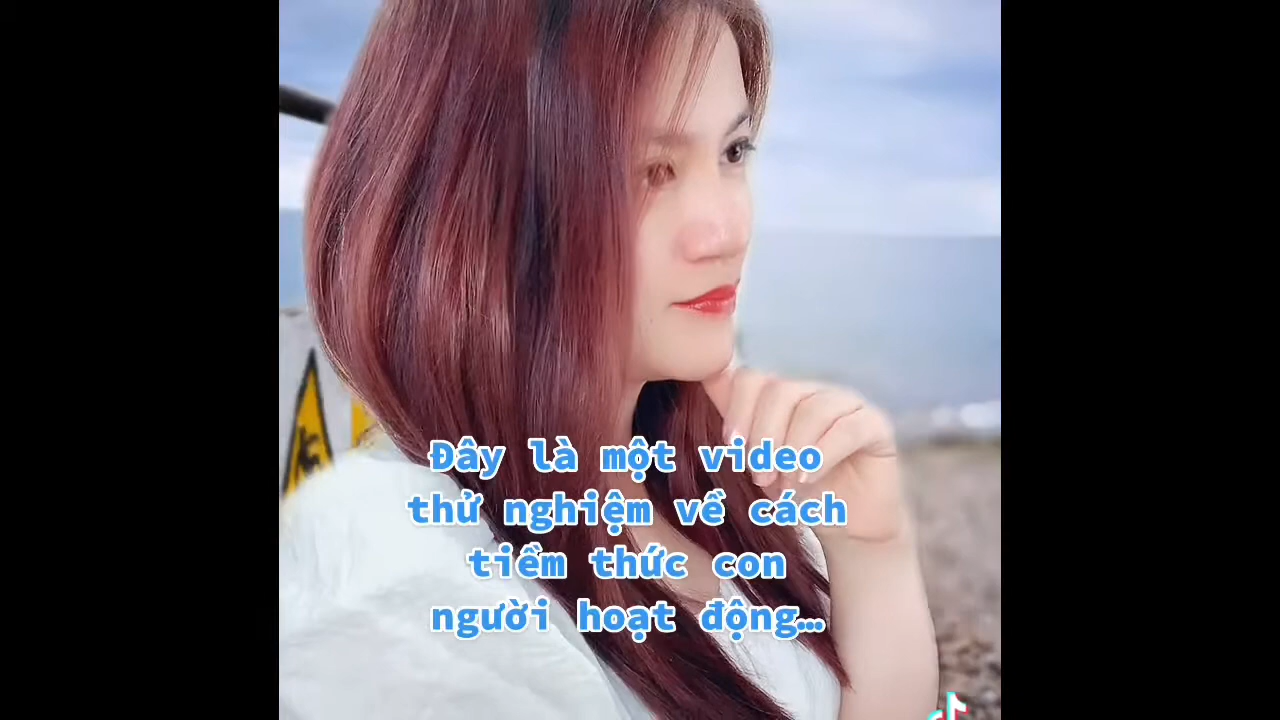 Đây là một video
thử nghiệm về cách
tiềm thức con
người hoạt động…